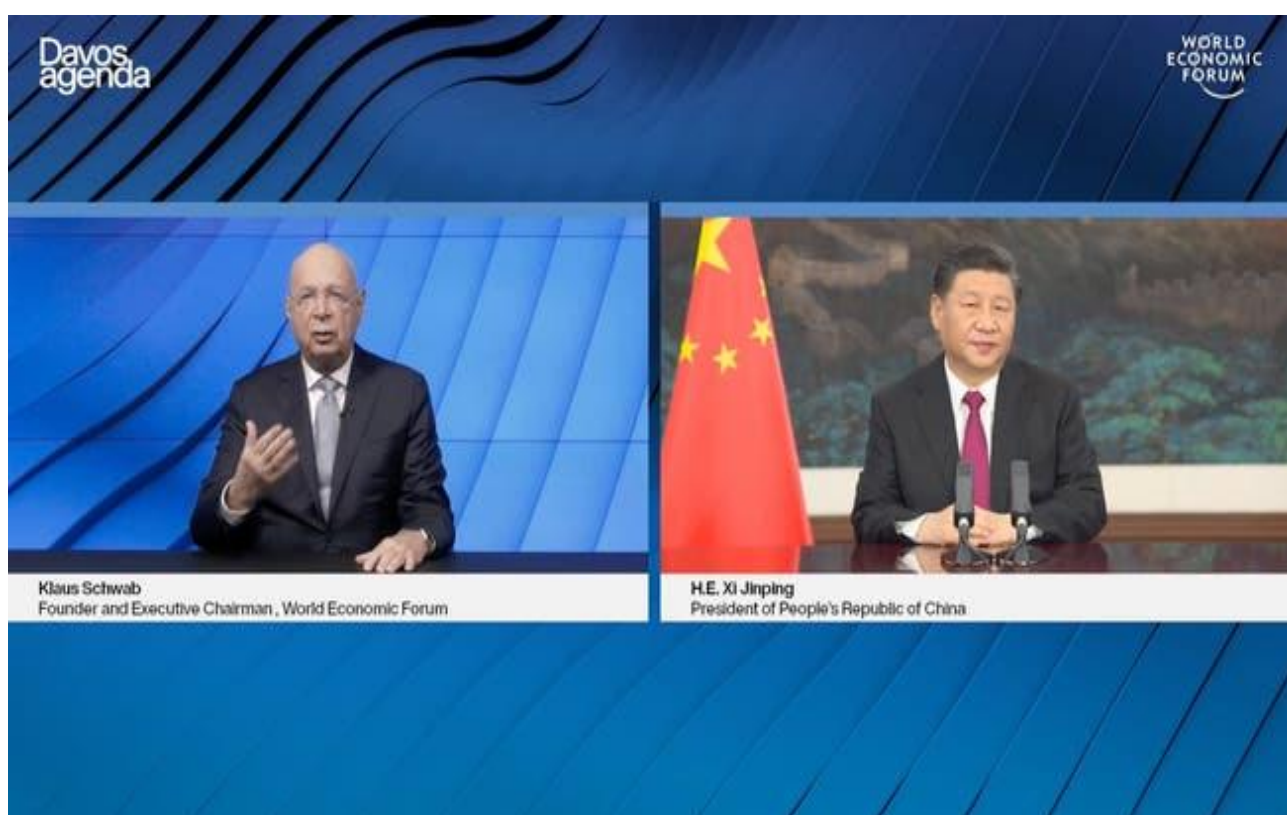 Davos
agenda
WORLD
ECONOMIC
FORUM
Klaus Schwab
Founder and Executive Chairman, World Economic Forum
H.E. Xi Jinping
President of People's Republic of China